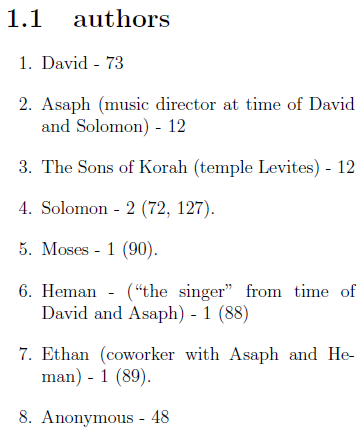 1.1 authors
1. David - 73
2. Asaph (music director at time of David
and Solomon) - 12
3. The Sons of Korah (temple Levites) - 12
4. Solomon - 2 (72, 127).
5. Moses - 1 (90).
6. Heman - (“the singer” from time of
David and Asaph) - 1 (88)
7. Ethan (coworker with Asaph and He-
man) - 1 (89).
8. Anonymous - 48